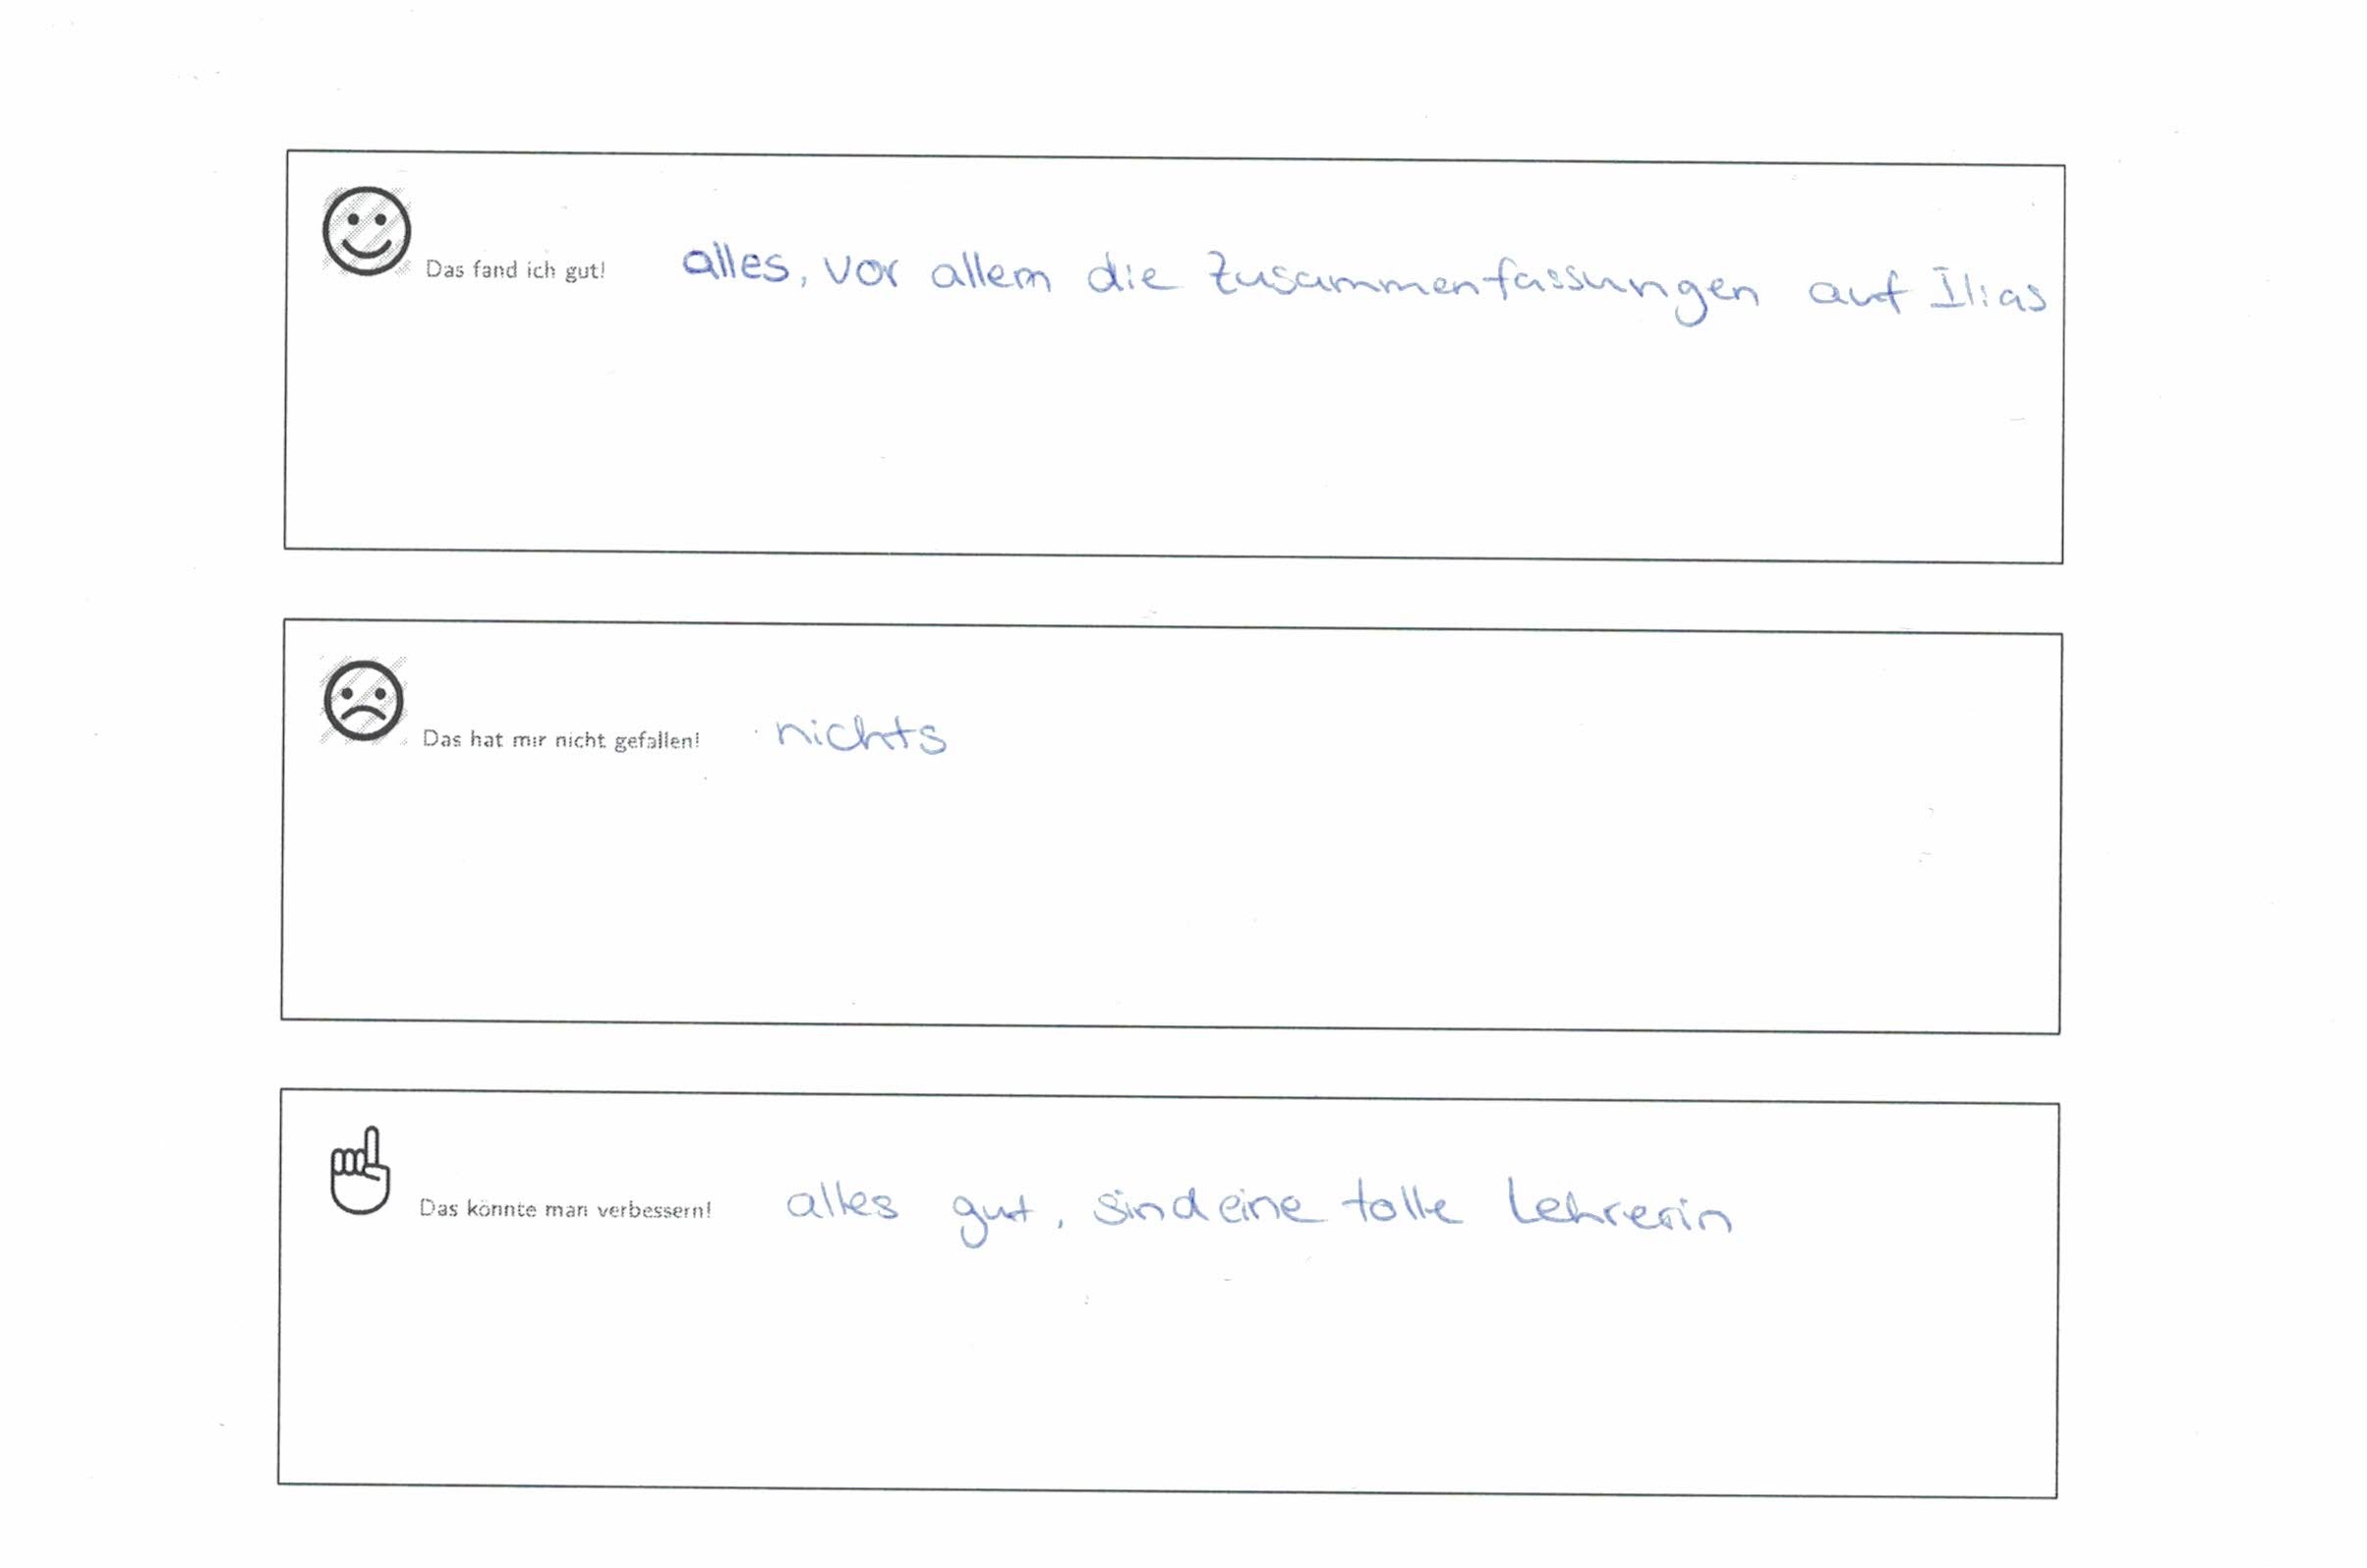 Das fand ich gut! alles, vor allem die Zusammenfassungen auf Ilias
Das hat mir nicht gefallen! nichts
Das könnte man verbessern! alles gut, sind eine tolle Lehrerin